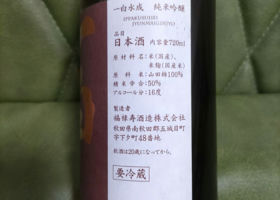 一白水成 純米吟醸
IPPAKUSUISEI
JYUNMAIGINJYO
品目
日本酒 内容量720ml
原材料名：米(国産)、
米麹(国産米)
原料米：山田錦100%
精米歩合：50%
アルコール分：16度
製造者
福禄寿酒造株式会社
秋田県南秋田郡五城目町
字下夕町48番地
飲酒は20歳になってから。
要冷蔵